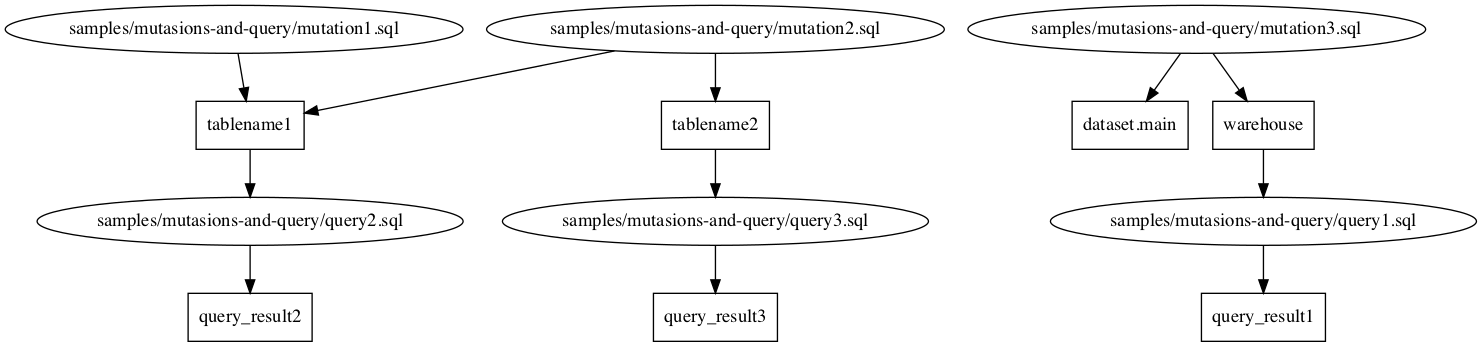 samples/mutasions-and-query/mutation1.sql
samples/mutasions-and-query/mutation2.sql
samples/mutasions-and-query/mutation3.sql
tablename1
tablename2
dataset.main
warehouse
samples/mutasions-and-query/query2.sql
samples/mutasions-and-query/query3.sql
samples/mutasions-and-query/query1.sql
query_result2
query_result3
query_result1